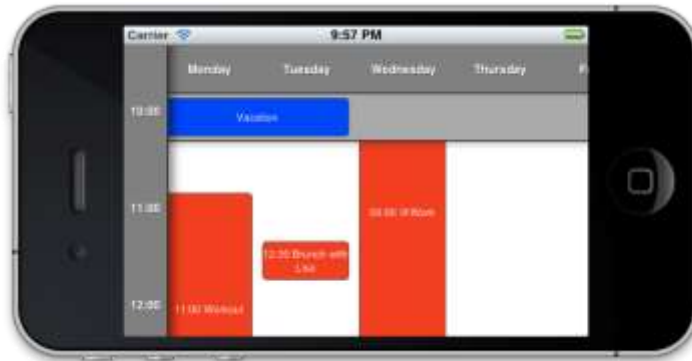 Carrier 9:57 PM
Monday Tuesday Wednesday Thursday F
10:00
Vacation
11:00
12:30 Brunch with
Lisa
12:00
11:00 Workout